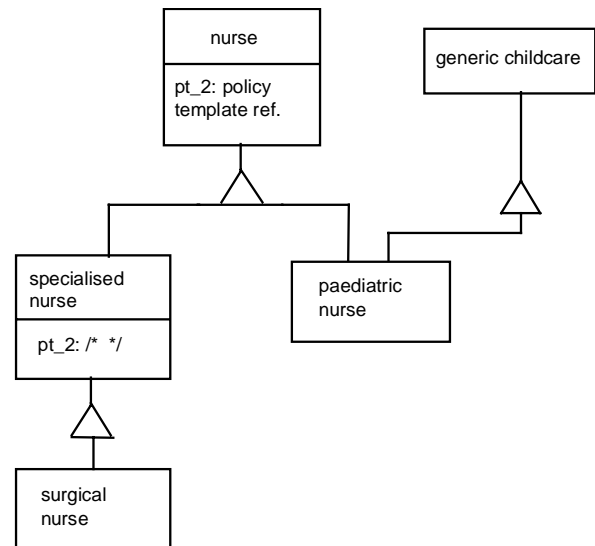 nurse
pt_2: policy
template ref.
generic childcare
specialised
nurse
pt_2: /*  */
paediatric
nurse
surgical
nurse